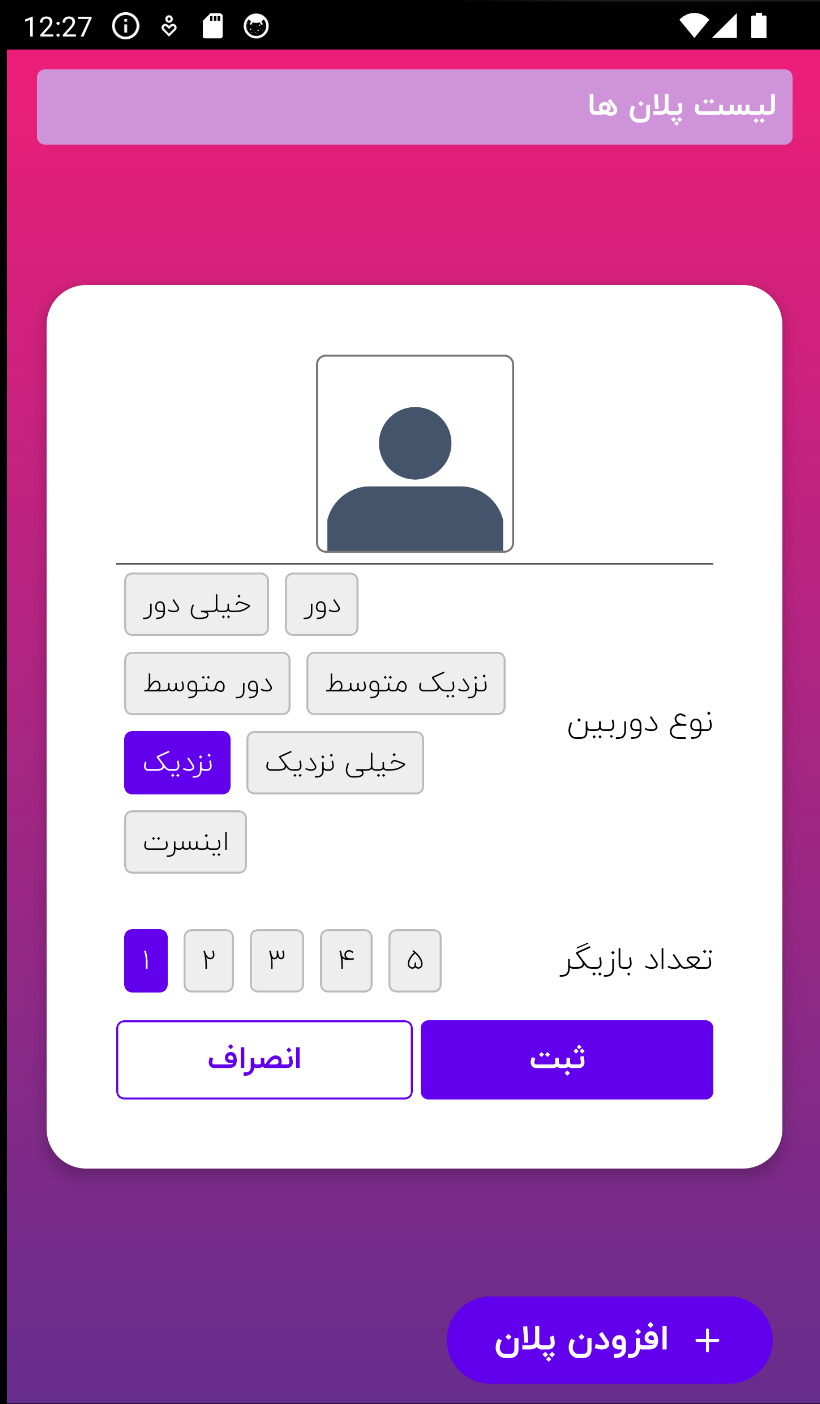 12:27
لیست پلان ها
خیلی دور دور
دور متوسط نزدیک متوسط
نوع دوربین
نزدیک خیلی نزدیک
اینسرت
تعداد بازیگر
۱ ۲ ۳ ۴ ۵
ثبت انصراف
+ افزودن پلان